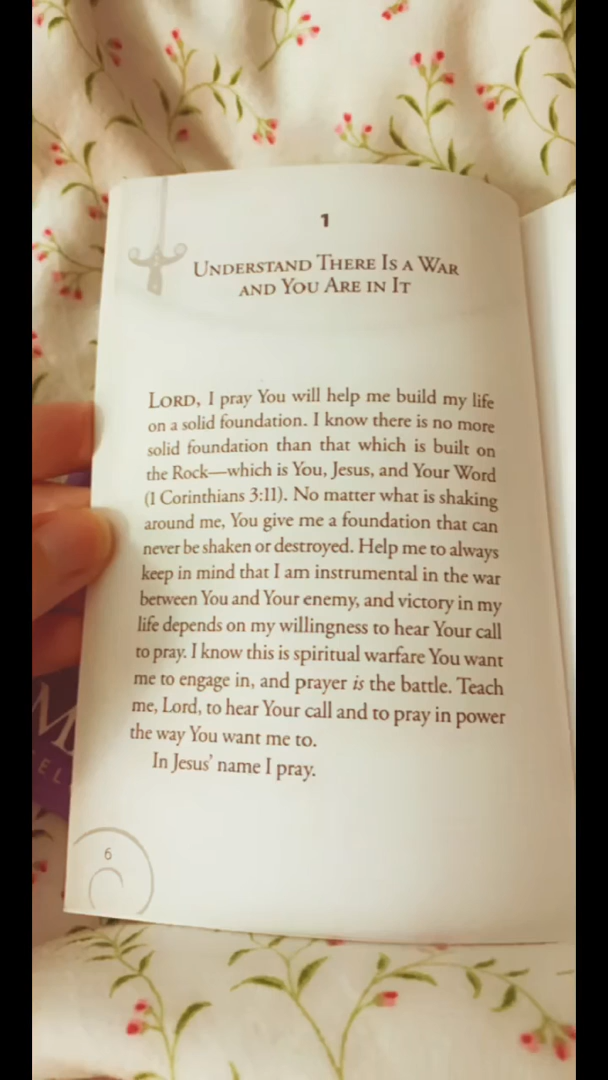 1
UNDERSTAND THERE IS A WAR
AND YOU ARE IN IT
LORD, I pray You will help me build my life
on a solid foundation. I know there is no more
solid foundation than that which is built on
the Rock—which is You, Jesus, and Your Word
(1 Corinthians 3:11). No matter what is shaking
around me, You give me a foundation that can
never be shaken or destroyed. Help me to always
keep in mind that I am instrumental in the war
between You and Your enemy, and victory in my
life depends on my willingness to hear Your call
to pray. I know this is spiritual warfare You want
me to engage in, and prayer is the battle. Teach
me, Lord, to hear Your call and to pray in power
the way You want me to.
In Jesus' name I pray.
6